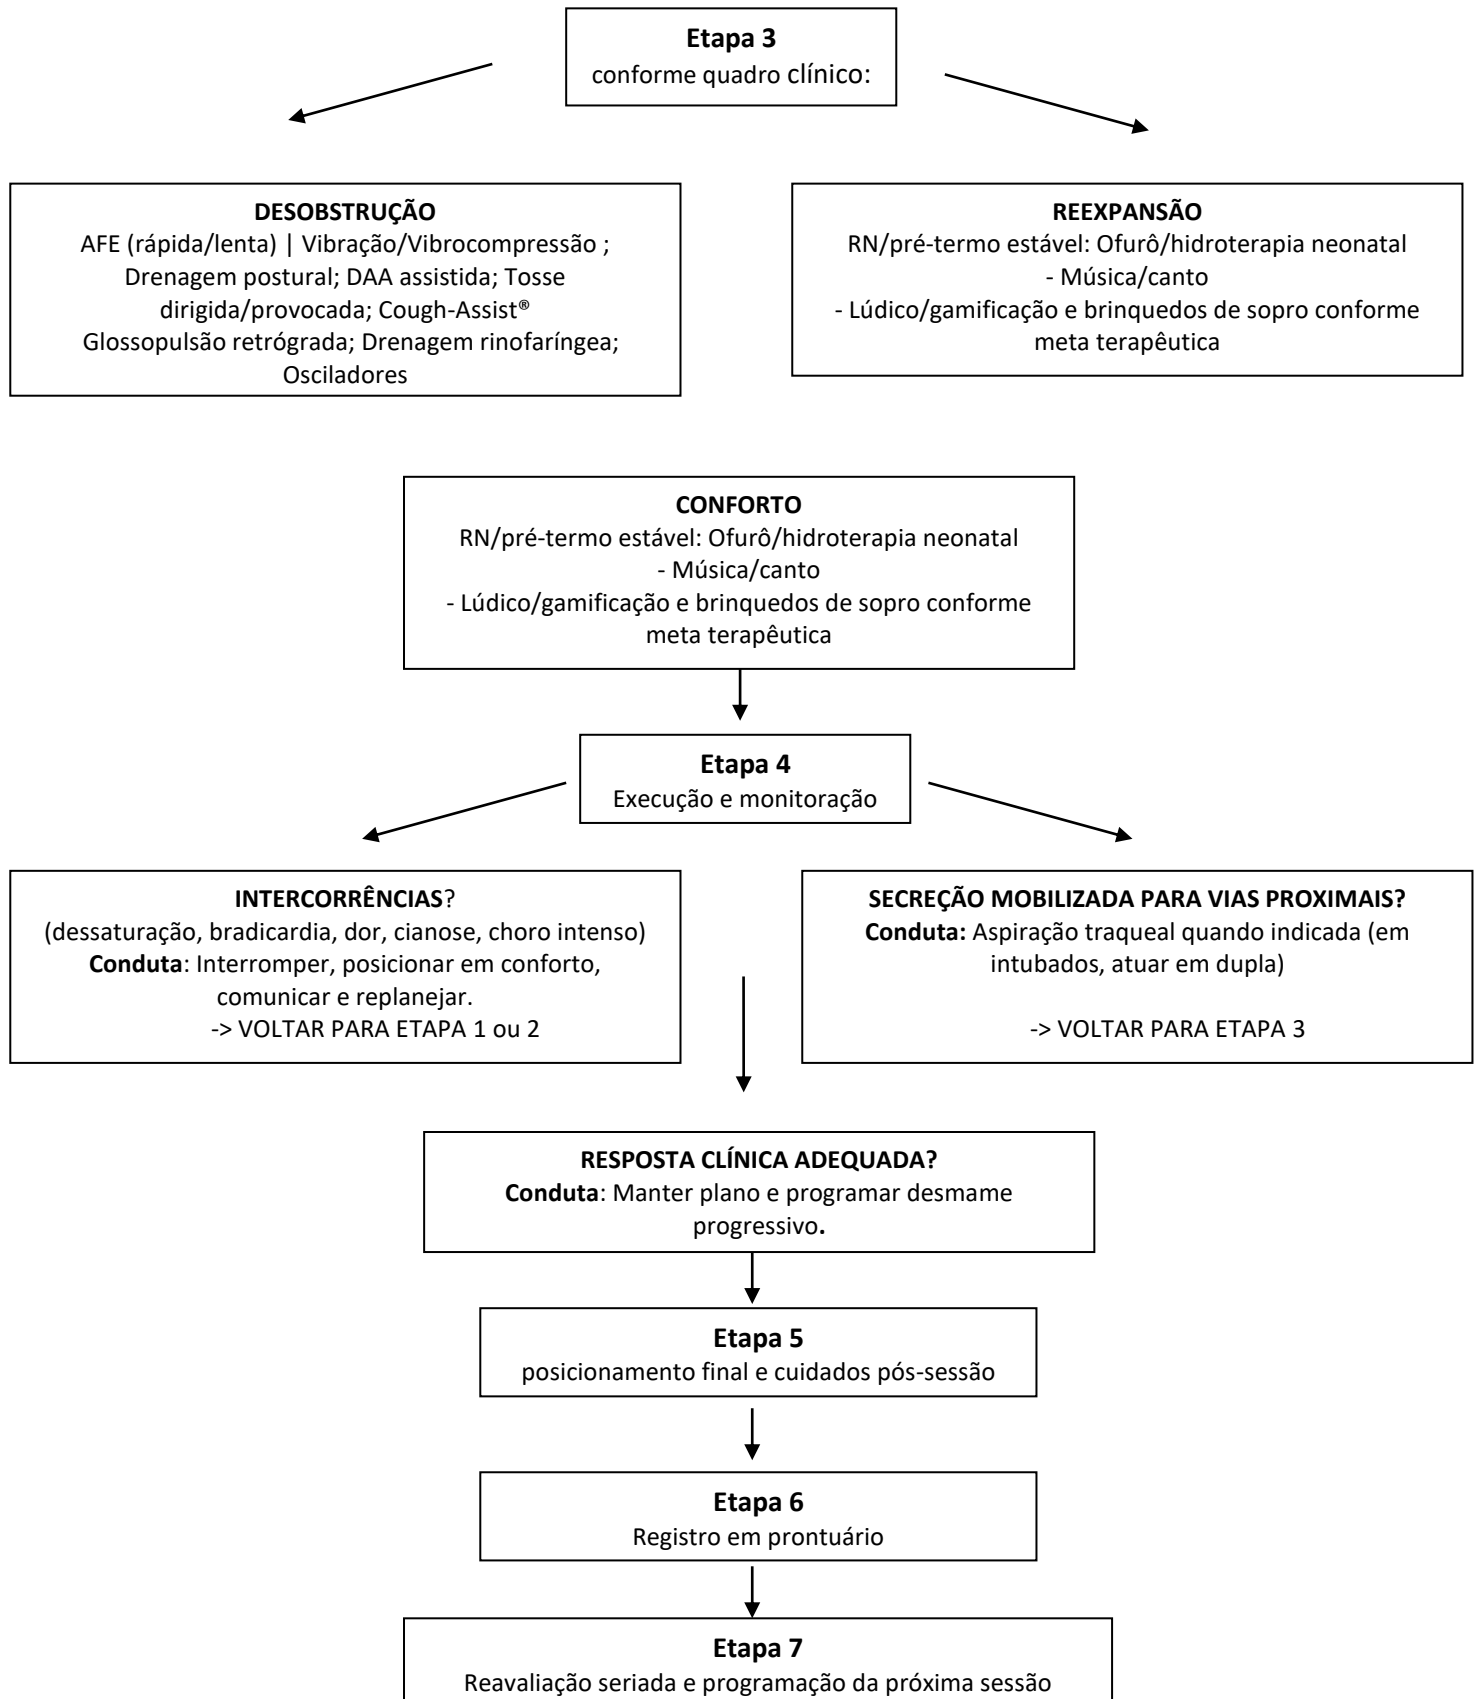 Etapa 3
conforme quadro clínico:
DESOBSTRUÇÃO
AFE (rápida/lenta) | Vibração/Vibrocompressão ;
Drenagem postural; DAA assistida; Tosse
dirigida/provocada; Cough-Assist®
Glossopulsão retrógrada; Drenagem rinofaríngea;
Osciladores
REEXPANSÃO
RN/pré-termo estável: Ofurô/hidroterapia neonatal
- Música/canto
- Lúdico/gamificação e brinquedos de sopro conforme
meta terapêutica
CONFORTO
RN/pré-termo estável: Ofurô/hidroterapia neonatal
- Música/canto
- Lúdico/gamificação e brinquedos de sopro conforme
meta terapêutica
Etapa 4
Execução e monitoração
INTERCORRÊNCIAS?
(dessaturação, bradicardia, dor, cianose, choro intenso)
Conduta: Interromper, posicionar em conforto,
comunicar e replanejar.
-> VOLTAR PARA ETAPA 1 ou 2
SECREÇÃO MOBILIZADA PARA VIAS PROXIMAIS?
Conduta: Aspiração traqueal quando indicada (em
intubados, atuar em dupla)
-> VOLTAR PARA ETAPA 3
RESPOSTA CLÍNICA ADEQUADA?
Conduta: Manter plano e programar desmame
progressivo.
Etapa 5
posicionamento final e cuidados pós-sessão
Etapa 6
Registro em prontuário
Etapa 7
Reavaliação seriada e programação da próxima sessão